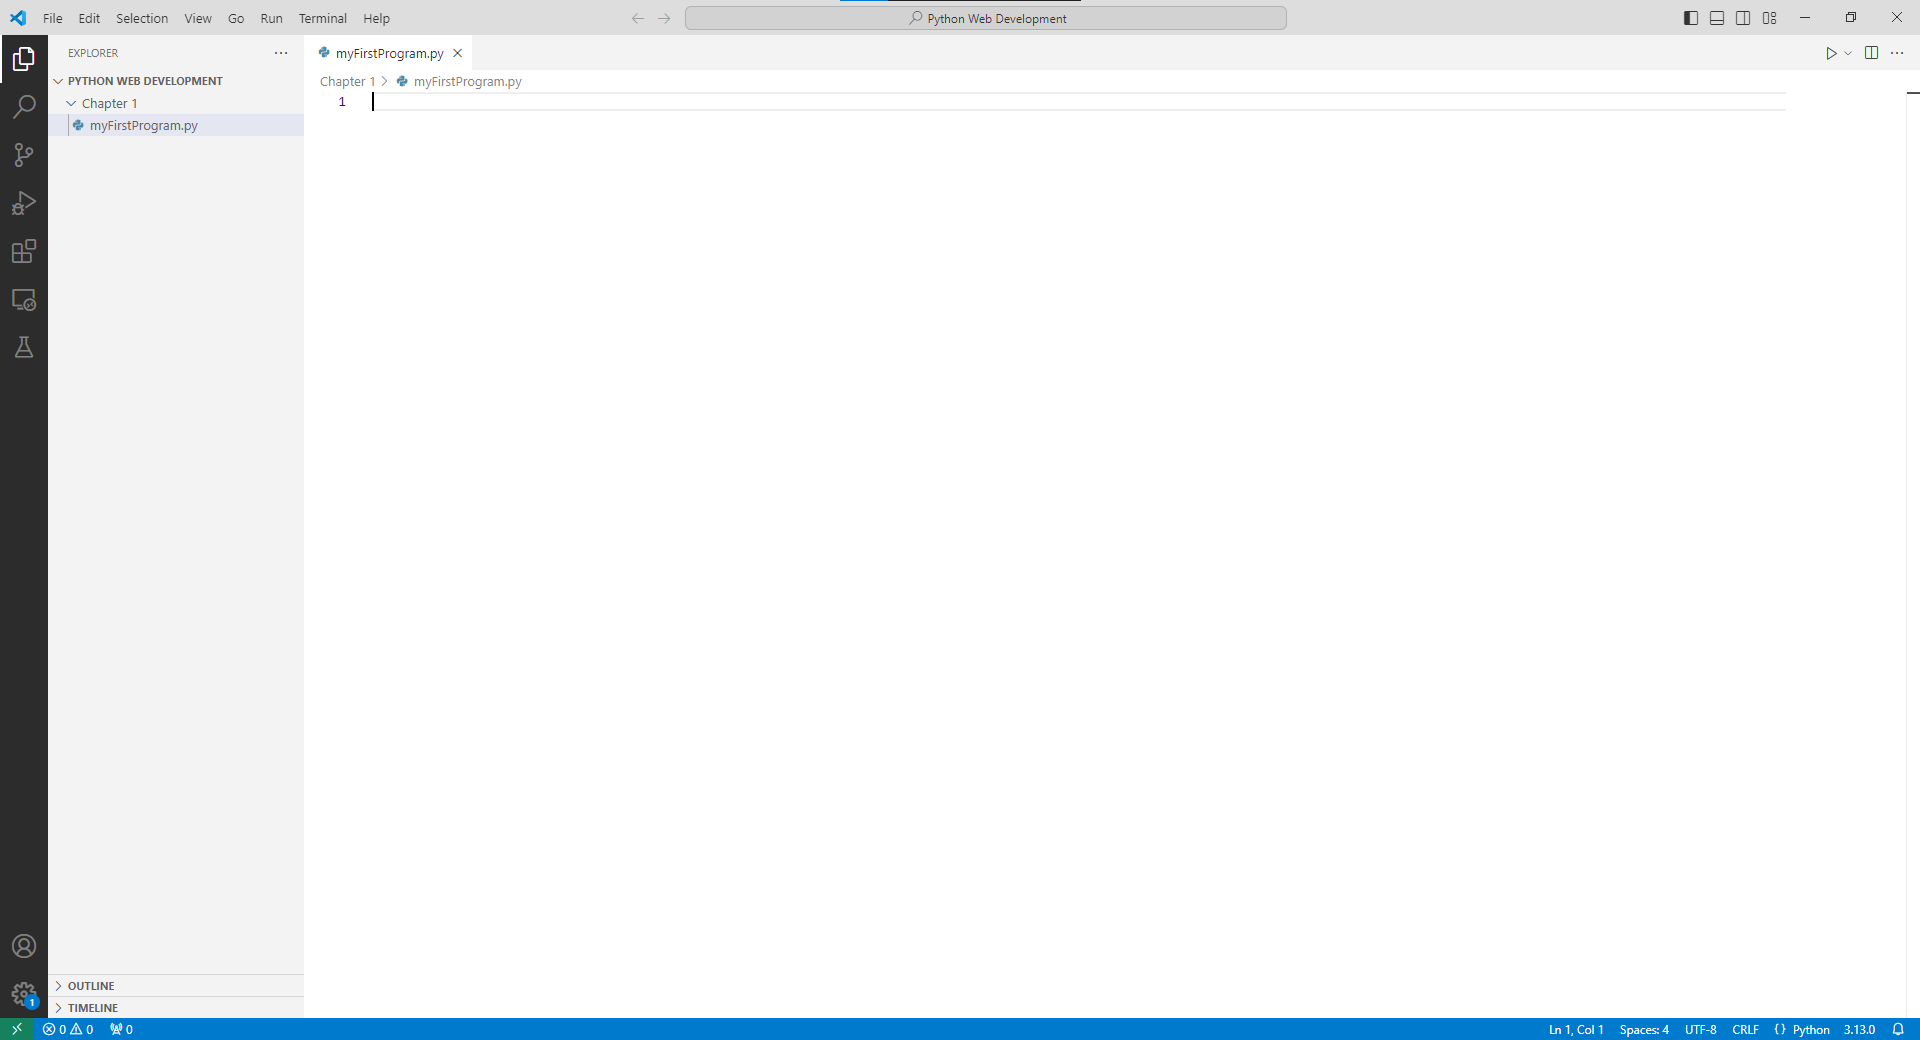 File Edit Selection View Go Run Terminal Help
Python Web Development
EXPLORER
myFirstProgram.py
PYTHON WEB DEVELOPMENT
Chapter 1 > myFirstProgram.py
Chapter 1
1
myFirstProgram.py
OUTLINE
1
TIMELINE
0 0 0
Ln 1, Col 1 Spaces: 4 UTF-8 CRLF {} Python 3.13.0